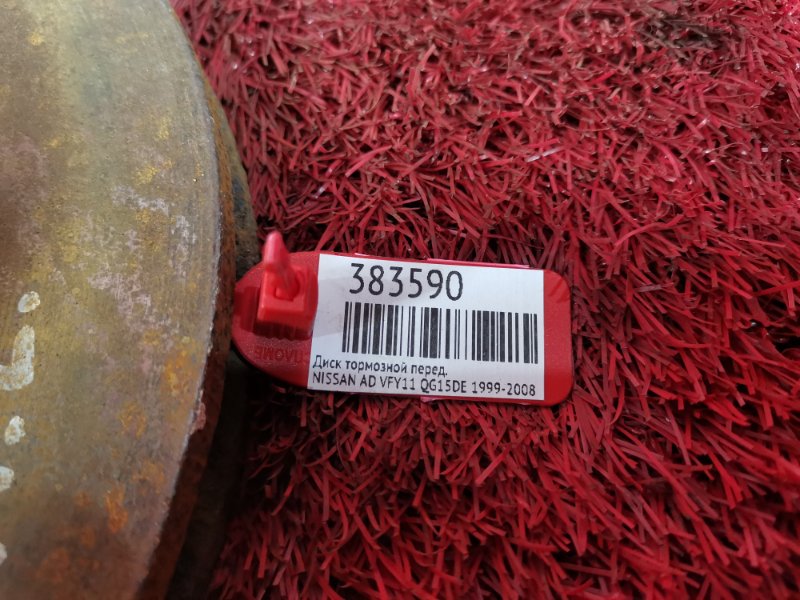 383590
Диск тормозной перед.
NISSAN AD VFY11 QG15DE 1999-2008